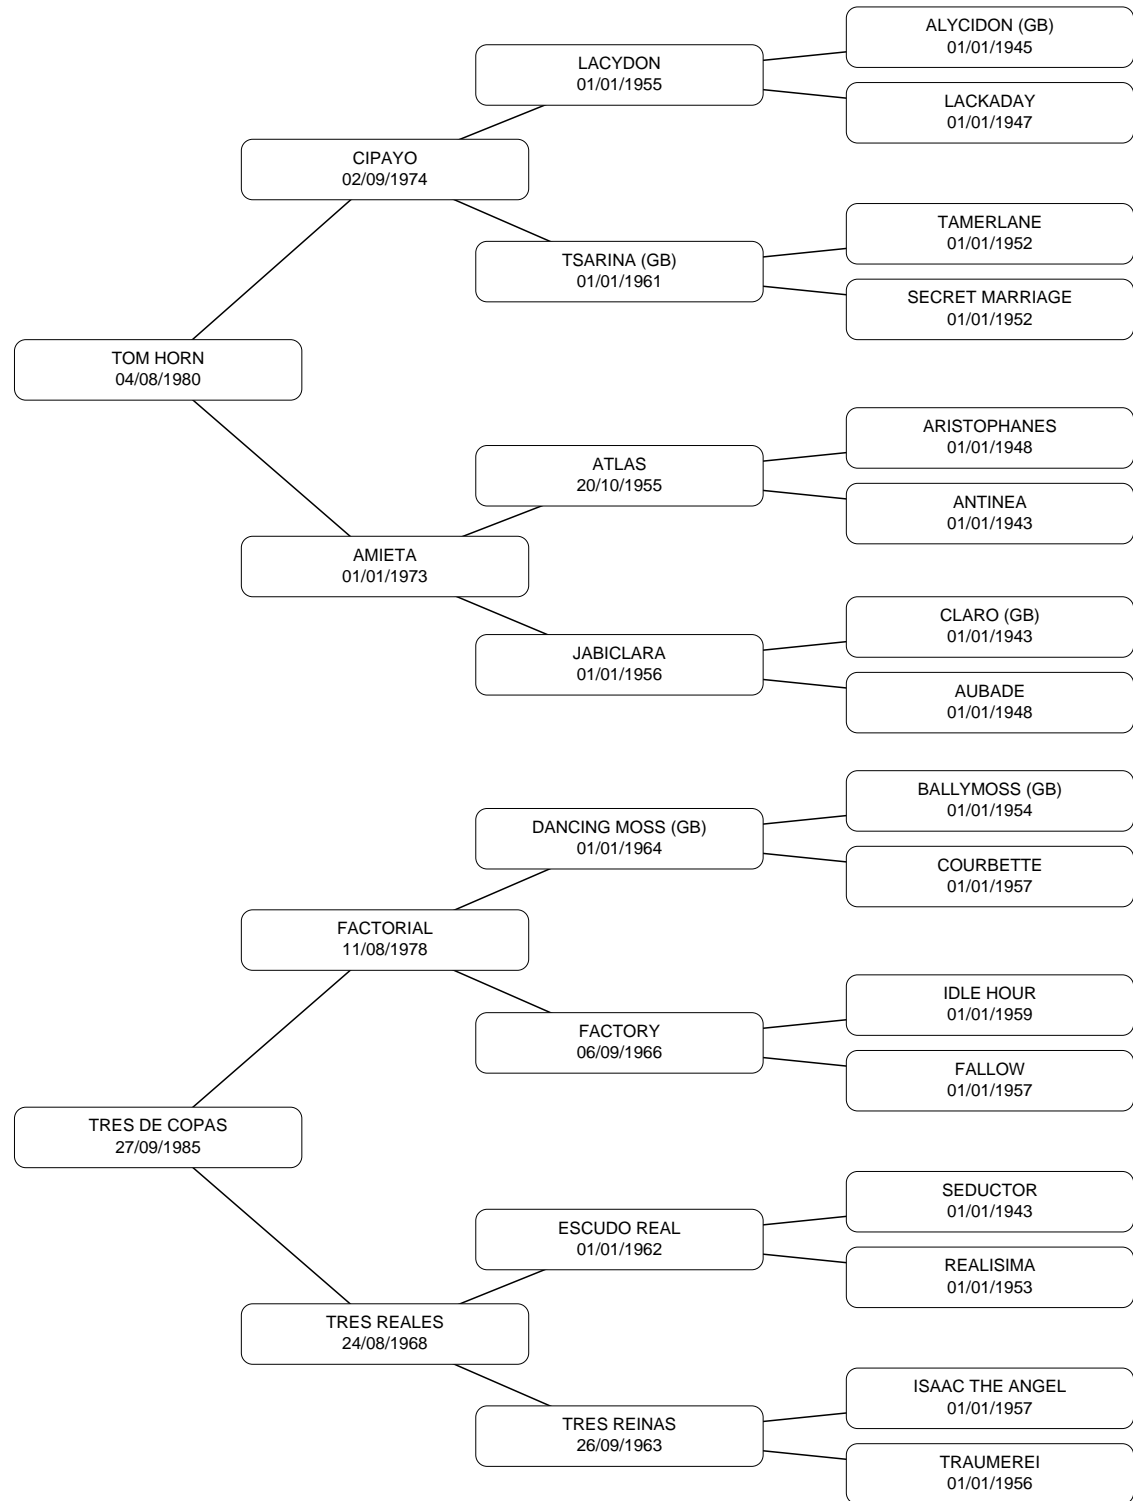 ALYCIDON (GB)
01/01/1945
LACYDON
01/01/1955
LACKADAY
01/01/1947
CIPAYO
02/09/1974
TAMERLANE
01/01/1952
TSARINA (GB)
01/01/1961
SECRET MARRIAGE
01/01/1952
TOM HORN
04/08/1980
ARISTOPHANES
01/01/1948
ATLAS
20/10/1955
ANTINEA
01/01/1943
AMIETA
01/01/1973
CLARO (GB)
01/01/1943
JABICLARA
01/01/1956
AUBADE
01/01/1948
BALLYMOSS (GB)
01/01/1954
DANCING MOSS (GB)
01/01/1964
COURBETTE
01/01/1957
FACTORIAL
11/08/1978
IDLE HOUR
01/01/1959
FACTORY
06/09/1966
FALLOW
01/01/1957
TRES DE COPAS
27/09/1985
SEDUCTOR
01/01/1943
ESCUDO REAL
01/01/1962
REALISIMA
01/01/1953
TRES REALES
24/08/1968
ISAAC THE ANGEL
01/01/1957
TRES REINAS
26/09/1963
TRAUMEREI
01/01/1956